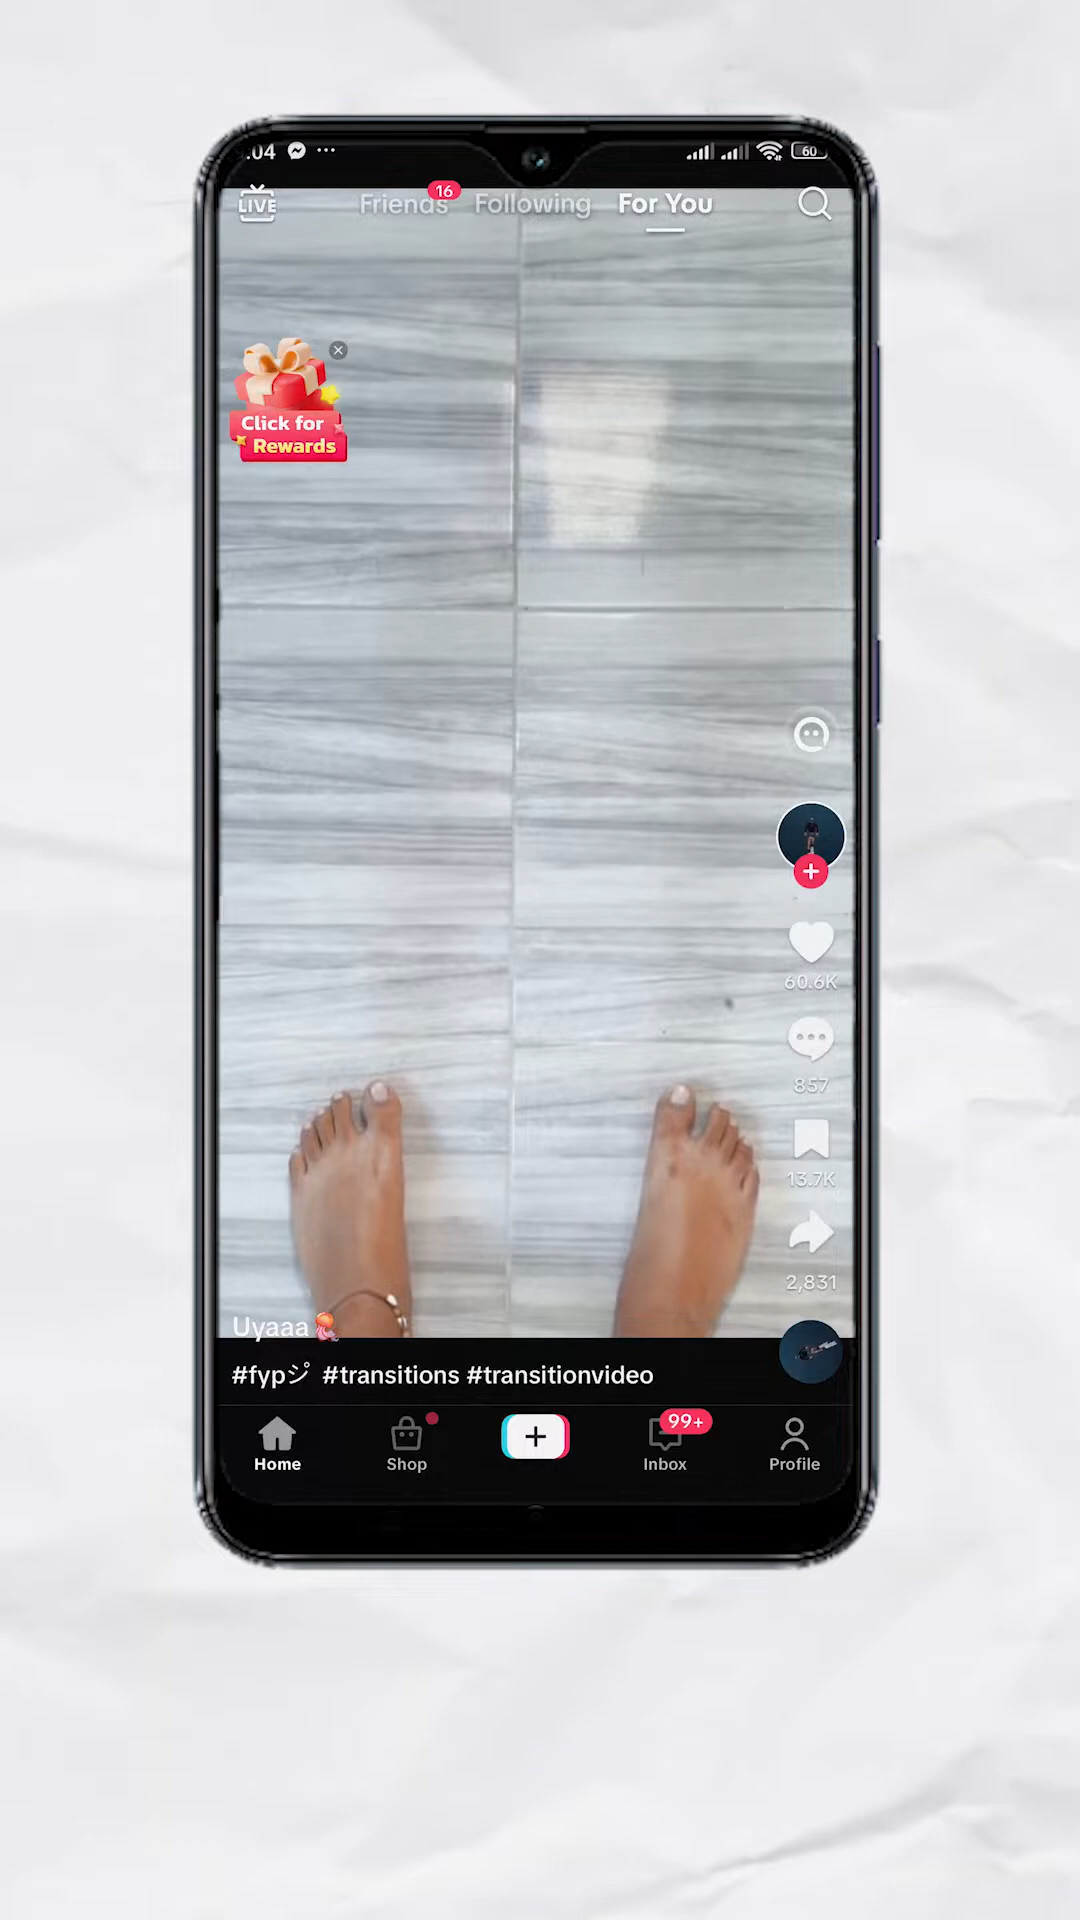 :04
60
LIVE
Friends
16
Following
For You
Click for
Rewards
60.6K
857
13.7K
2,831
Uyaaa
#fypシ #transitions #transitionvideo
99+
Home
Shop
Inbox
Profile